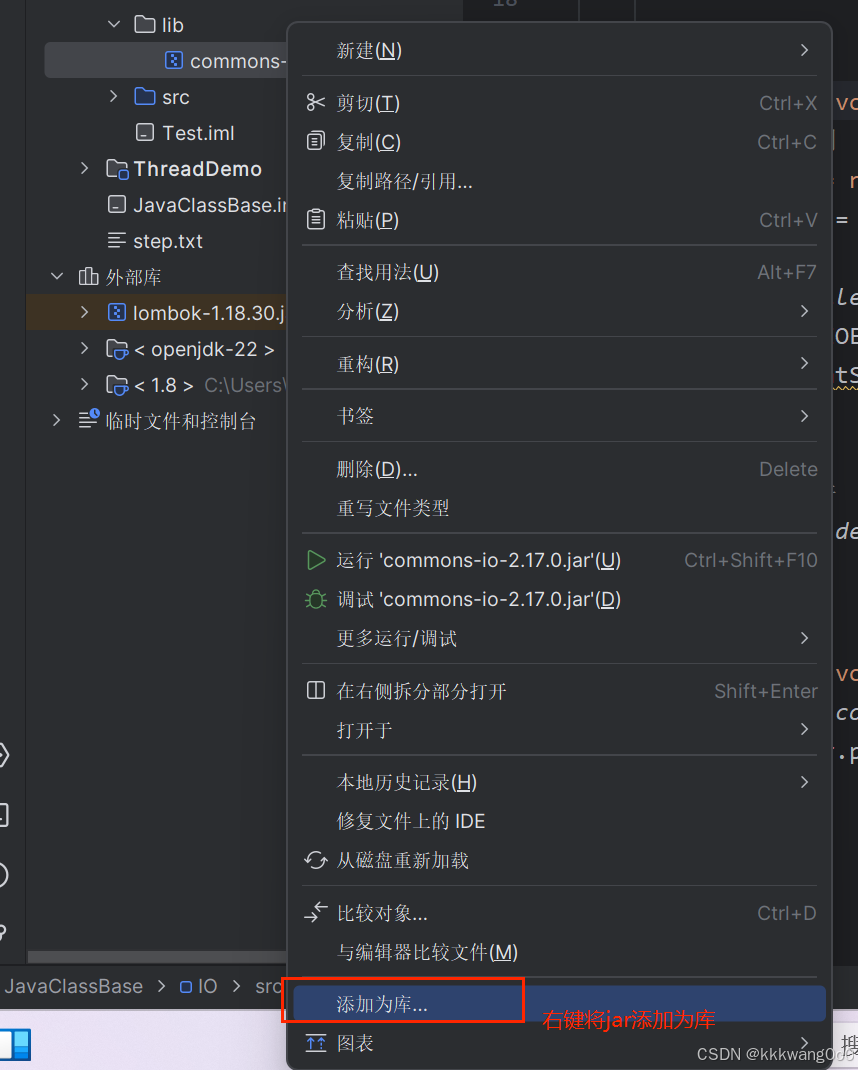 18
lib
commons-
src
Test.iml
ThreadDemo
JavaClassBase.i
step.txt
外部库
lombok-1.18.30.j
< openjdk-22 >
< 1.8 > C:\Users\
临时文件和控制台
新建(N)
剪切(T) Ctrl+X
复制(C) Ctrl+C
复制路径/引用...
粘贴(P) Ctrl+V
查找用法(U) Alt+F7
分析(Z)
重构(R)
书签
删除(D)... Delete
重写文件类型
运行 'commons-io-2.17.0.jar'(U) Ctrl+Shift+F10
调试 'commons-io-2.17.0.jar'(D)
更多运行/调试
在右侧拆分部分打开 Shift+Enter
打开于
本地历史记录(H)
修复文件上的 IDE
从磁盘重新加载
比较对象... Ctrl+D
与编辑器比较文件(M)
添加为库...
右键将jar添加为库
图表
vo
=
le
OE
tS
de
vo
co
.p
JavaClassBase > IO > src
搜